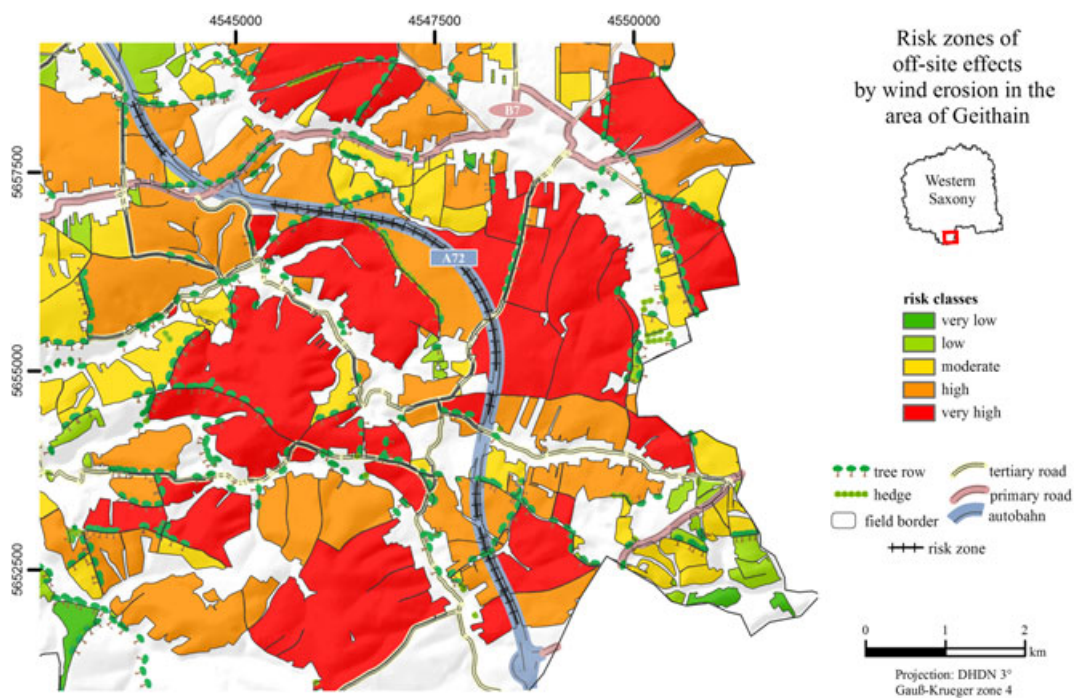 4545000
4547500
4550000
5657500
5655000
5652500
B7
A72
Risk zones of
off-site effects
by wind erosion in the
area of Geithain
Western
Saxony
risk classes
very low
low
moderate
high
very high
tree row
hedge
field border
tertiary road
primary road
autobahn
risk zone
0 1 2
km
Projection: DHDN 3°
Gauß-Krueger zone 4